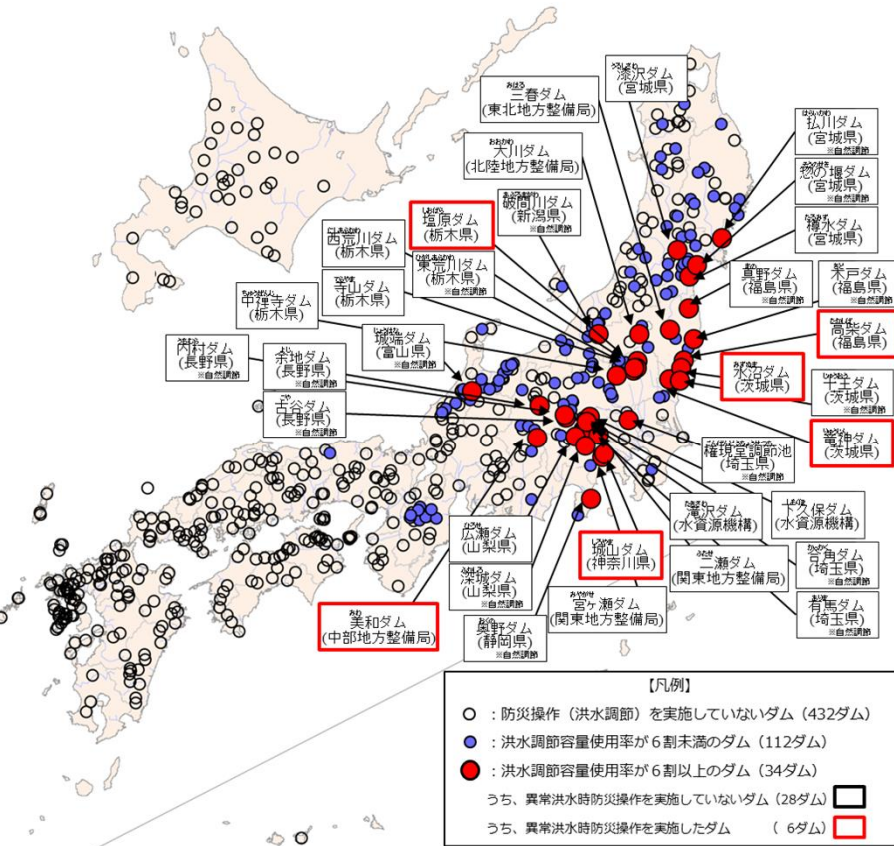 漆沢ダム
(宮城県)
三春ダム
(東北地方整備局)
大川ダム
(北陸地方整備局)
破間川ダム
(新潟県)
※自然調節
塩原ダム
(栃木県)
西荒川ダム
(栃木県)
東荒川ダム
(栃木県)
※自然調節
寺山ダム
(栃木県)
※自然調節
中禅寺ダム
(栃木県)
城端ダム
(富山県)
※自然調節
内村ダム
(長野県)
※自然調節
余地ダム
(長野県)
※自然調節
古谷ダム
(長野県)
※自然調節
払川ダム
(宮城県)
※自然調節
惣の関ダム
(宮城県)
※自然調節
樽水ダム
(宮城県)
真野ダム
(福島県)
※自然調節
木戸ダム
(福島県)
※自然調節
高柴ダム
(福島県)
水沼ダム
(茨城県)
十王ダム
(茨城県)
※自然調節
竜神ダム
(茨城県)
権現堂調節池
(埼玉県)
※自然調節
滝沢ダム
(水資源機構)
下久保ダム
(水資源機構)
二瀬ダム
(関東地方整備局)
合角ダム
(埼玉県)
※自然調節
有馬ダム
(埼玉県)
※自然調節
広瀬ダム
(山梨県)
深城ダム
(山梨県)
※自然調節
城山ダム
(神奈川県)
宮ヶ瀬ダム
(関東地方整備局)
奥野ダム
(静岡県)
※自然調節
美和ダム
(中部地方整備局)
【凡例】
：防災操作（洪水調節）を実施していないダム（432ダム）
：洪水調節容量使用率が６割未満のダム（112ダム）
：洪水調節容量使用率が６割以上のダム（34ダム）
うち、異常洪水時防災操作を実施していないダム（28ダム）
うち、異常洪水時防災操作を実施したダム （ 6ダム）